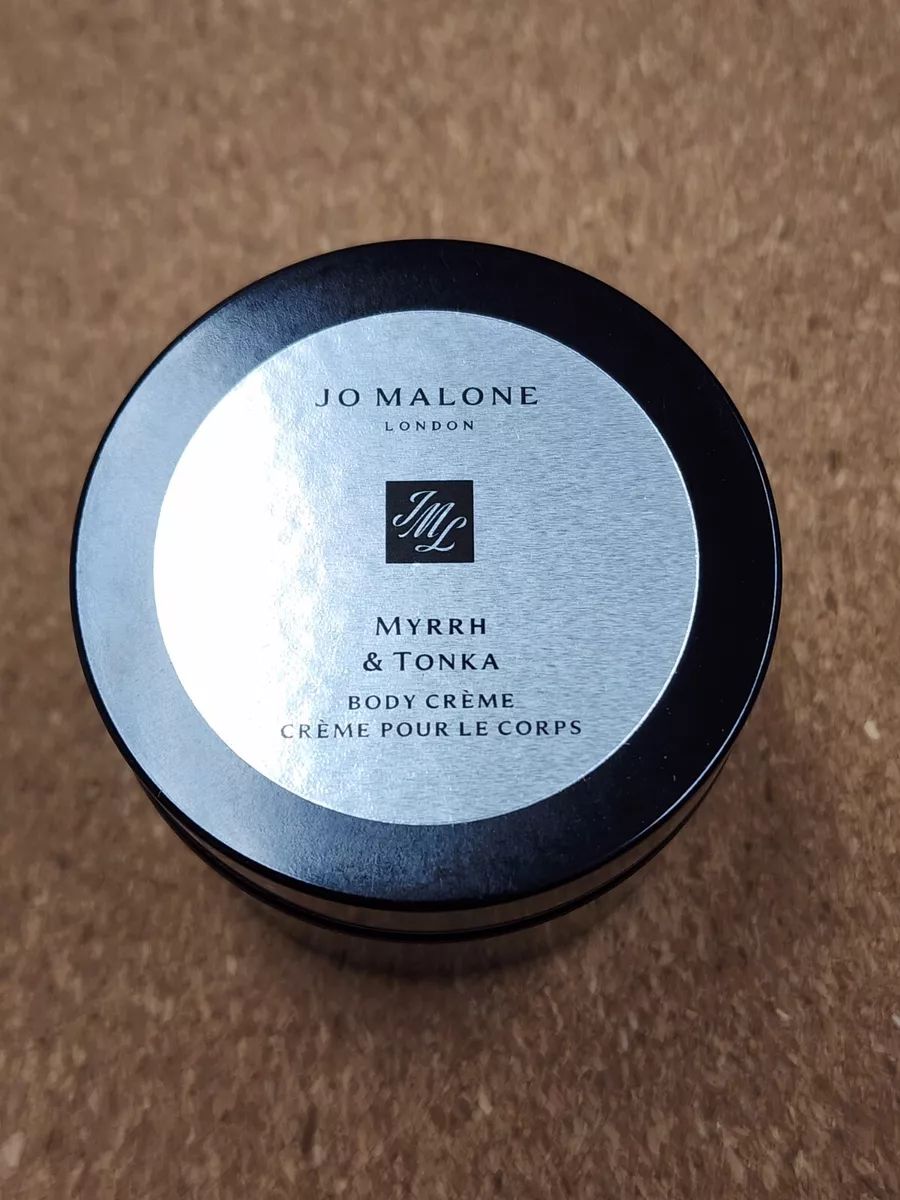 JO MALONE
LONDON
JML
MYRRH
& TONKA
BODY CRÈME
CRÈME POUR LE CORPS